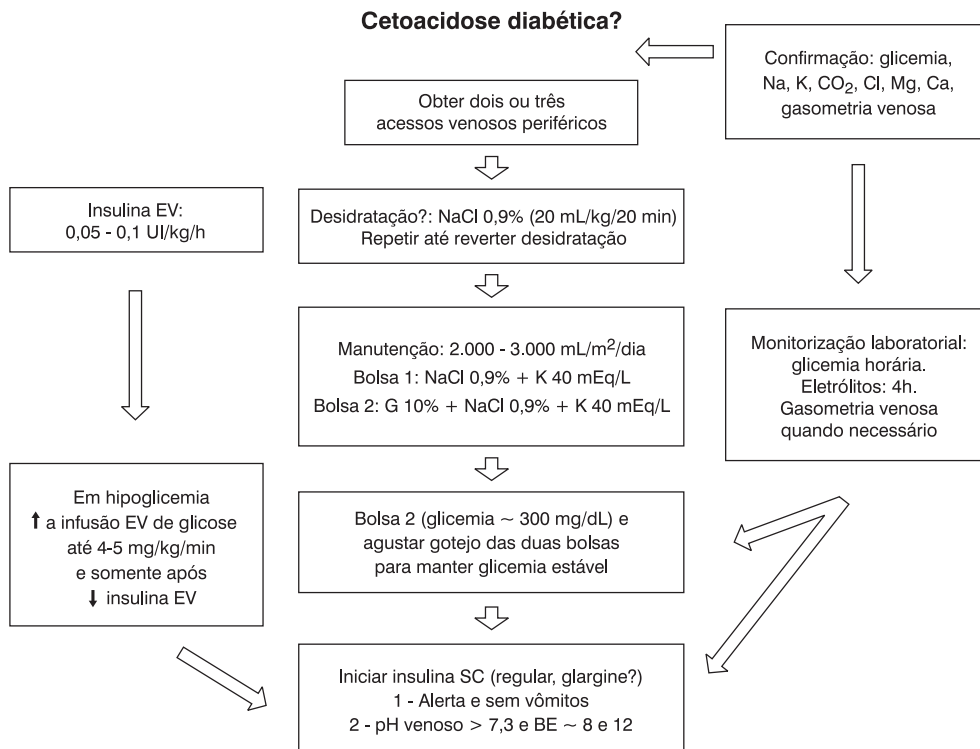 Cetoacidose diabética?
Confirmação: glicemia,
Na, K, CO₂, Cl, Mg, Ca,
gasometria venosa
Obter dois ou três
acessos venosos periféricos
Insulina EV:
0,05 - 0,1 UI/kg/h
Desidratação?: NaCl 0,9% (20 mL/kg/20 min)
Repetir até reverter desidratação
Manutenção: 2.000 - 3.000 mL/m²/dia
Bolsa 1: NaCl 0,9% + K 40 mEq/L
Bolsa 2: G 10% + NaCl 0,9% + K 40 mEq/L
Monitorização laboratorial:
glicemia horária.
Eletrólitos: 4h.
Gasometria venosa
quando necessário
Em hipoglicemia
⬆ a infusão EV de glicose
até 4-5 mg/kg/min
e somente após
⬇ insulina EV
Bolsa 2 (glicemia ~ 300 mg/dL) e
agustar gotejo das duas bolsas
para manter glicemia estável
Iniciar insulina SC (regular, glargine?)
1 - Alerta e sem vômitos
2 - pH venoso > 7,3 e BE ~ 8 e 12